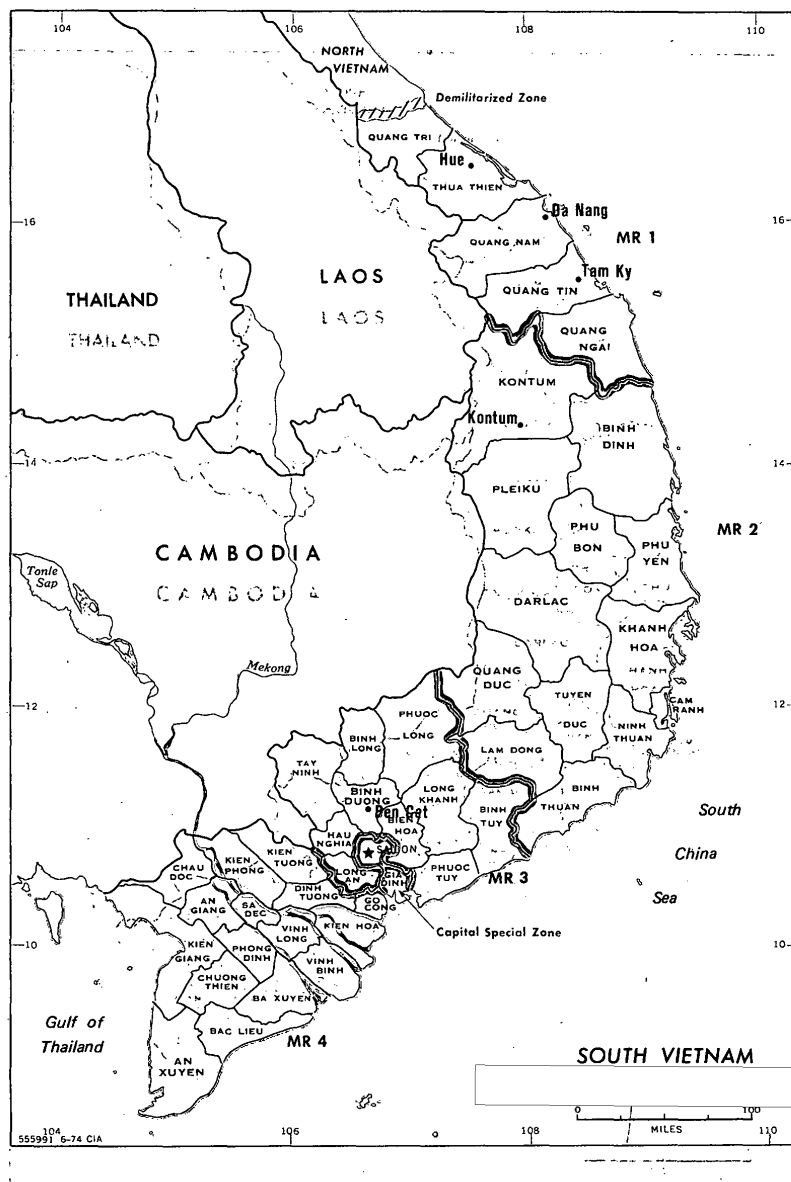 104
106
108
110
NORTH
VIETNAM
Demilitarized Zone
QUANG TRI
Hue
THUA THIEN
16
Da Nang
16
QUANG NAM
MR 1
LAOS
LAOS
Tam Ky
QUANG TIN
THAILAND
THAILAND
QUANG
NGAI
KONTUM
Kontum
BINH
DINH
14
14
PLEIKU
MR 2
PHU
BON
PHU
YEN
CAMBODIA
CAMBODIA
Tonle
Sap
DARLAC
KHANH
HOA
Mekong
QUANG
DUC
TUYEN
DUC
CAM
RANH
12
12
PHUOC
LONG
NINH
THUAN
BINH
LONG
LAM DONG
TAY
NINH
BINH
DUONG
LONG
KHANH
BINH
TUY
BINH
THUAN
Ben Cat
BIEN
HOA
South
China
Sea
HAU
NGHIA
SAIGON
KIEN
TUONG
CHAU
DOC
KIEN
PHONG
LONG
AN
GIA
DINH
PHUOC
TUY
MR 3
DINH
TUONG
GO
CONG
AN
GIANG
SA
DEC
Capital Special Zone
VINH
LONG
KIEN HOA
10
10
KIEN
GIANG
PHONG
DINH
VINH
BINH
CHUONG
THIEN
BA XUYEN
Gulf of
Thailand
BAC LIEU
MR 4
AN
XUYEN
SOUTH VIETNAM
0
100
MILES
555991 6-74 CIA
104
106
108
110